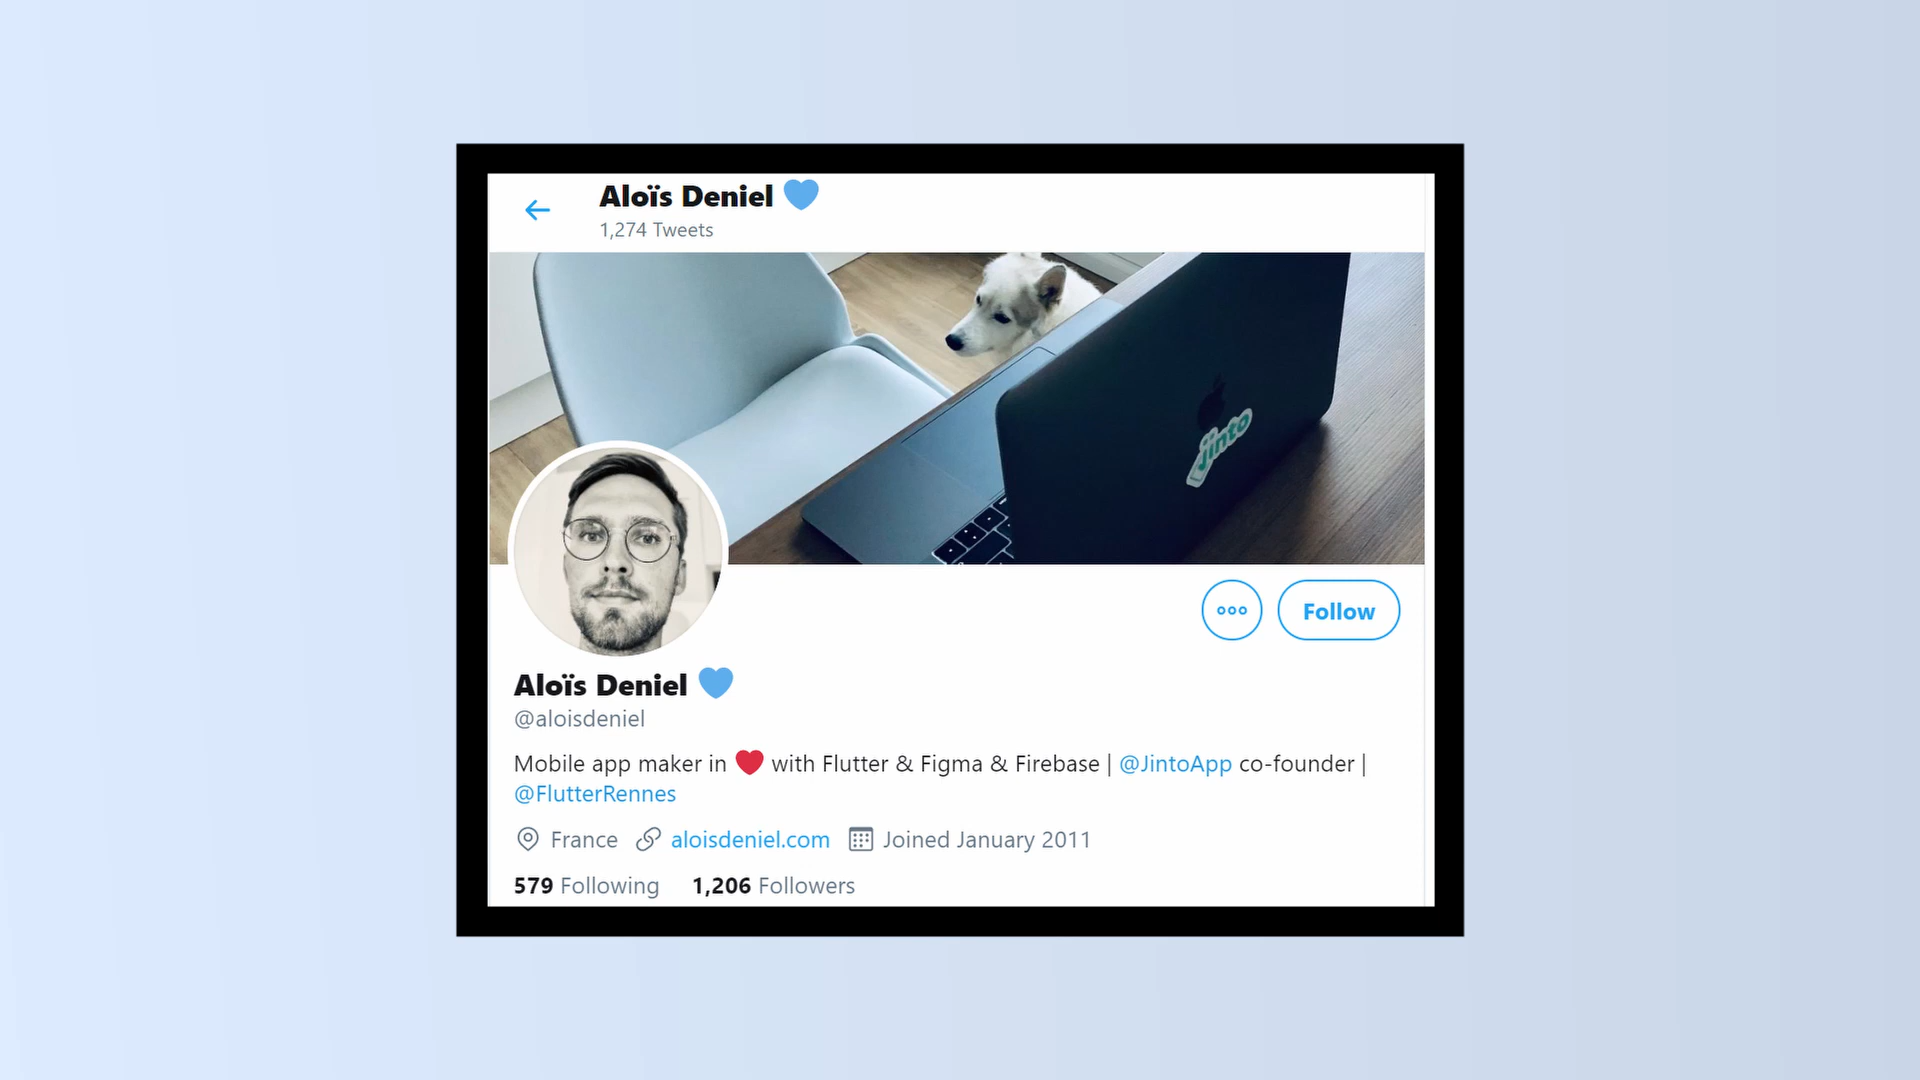 Aloïs Deniel 💙
1,274 Tweets
jinto
Follow
Aloïs Deniel 💙
@aloisdeniel
Mobile app maker in ❤️ with Flutter & Figma & Firebase | @JintoApp co-founder |
@FlutterRennes
France aloisdeniel.com Joined January 2011
579 Following 1,206 Followers